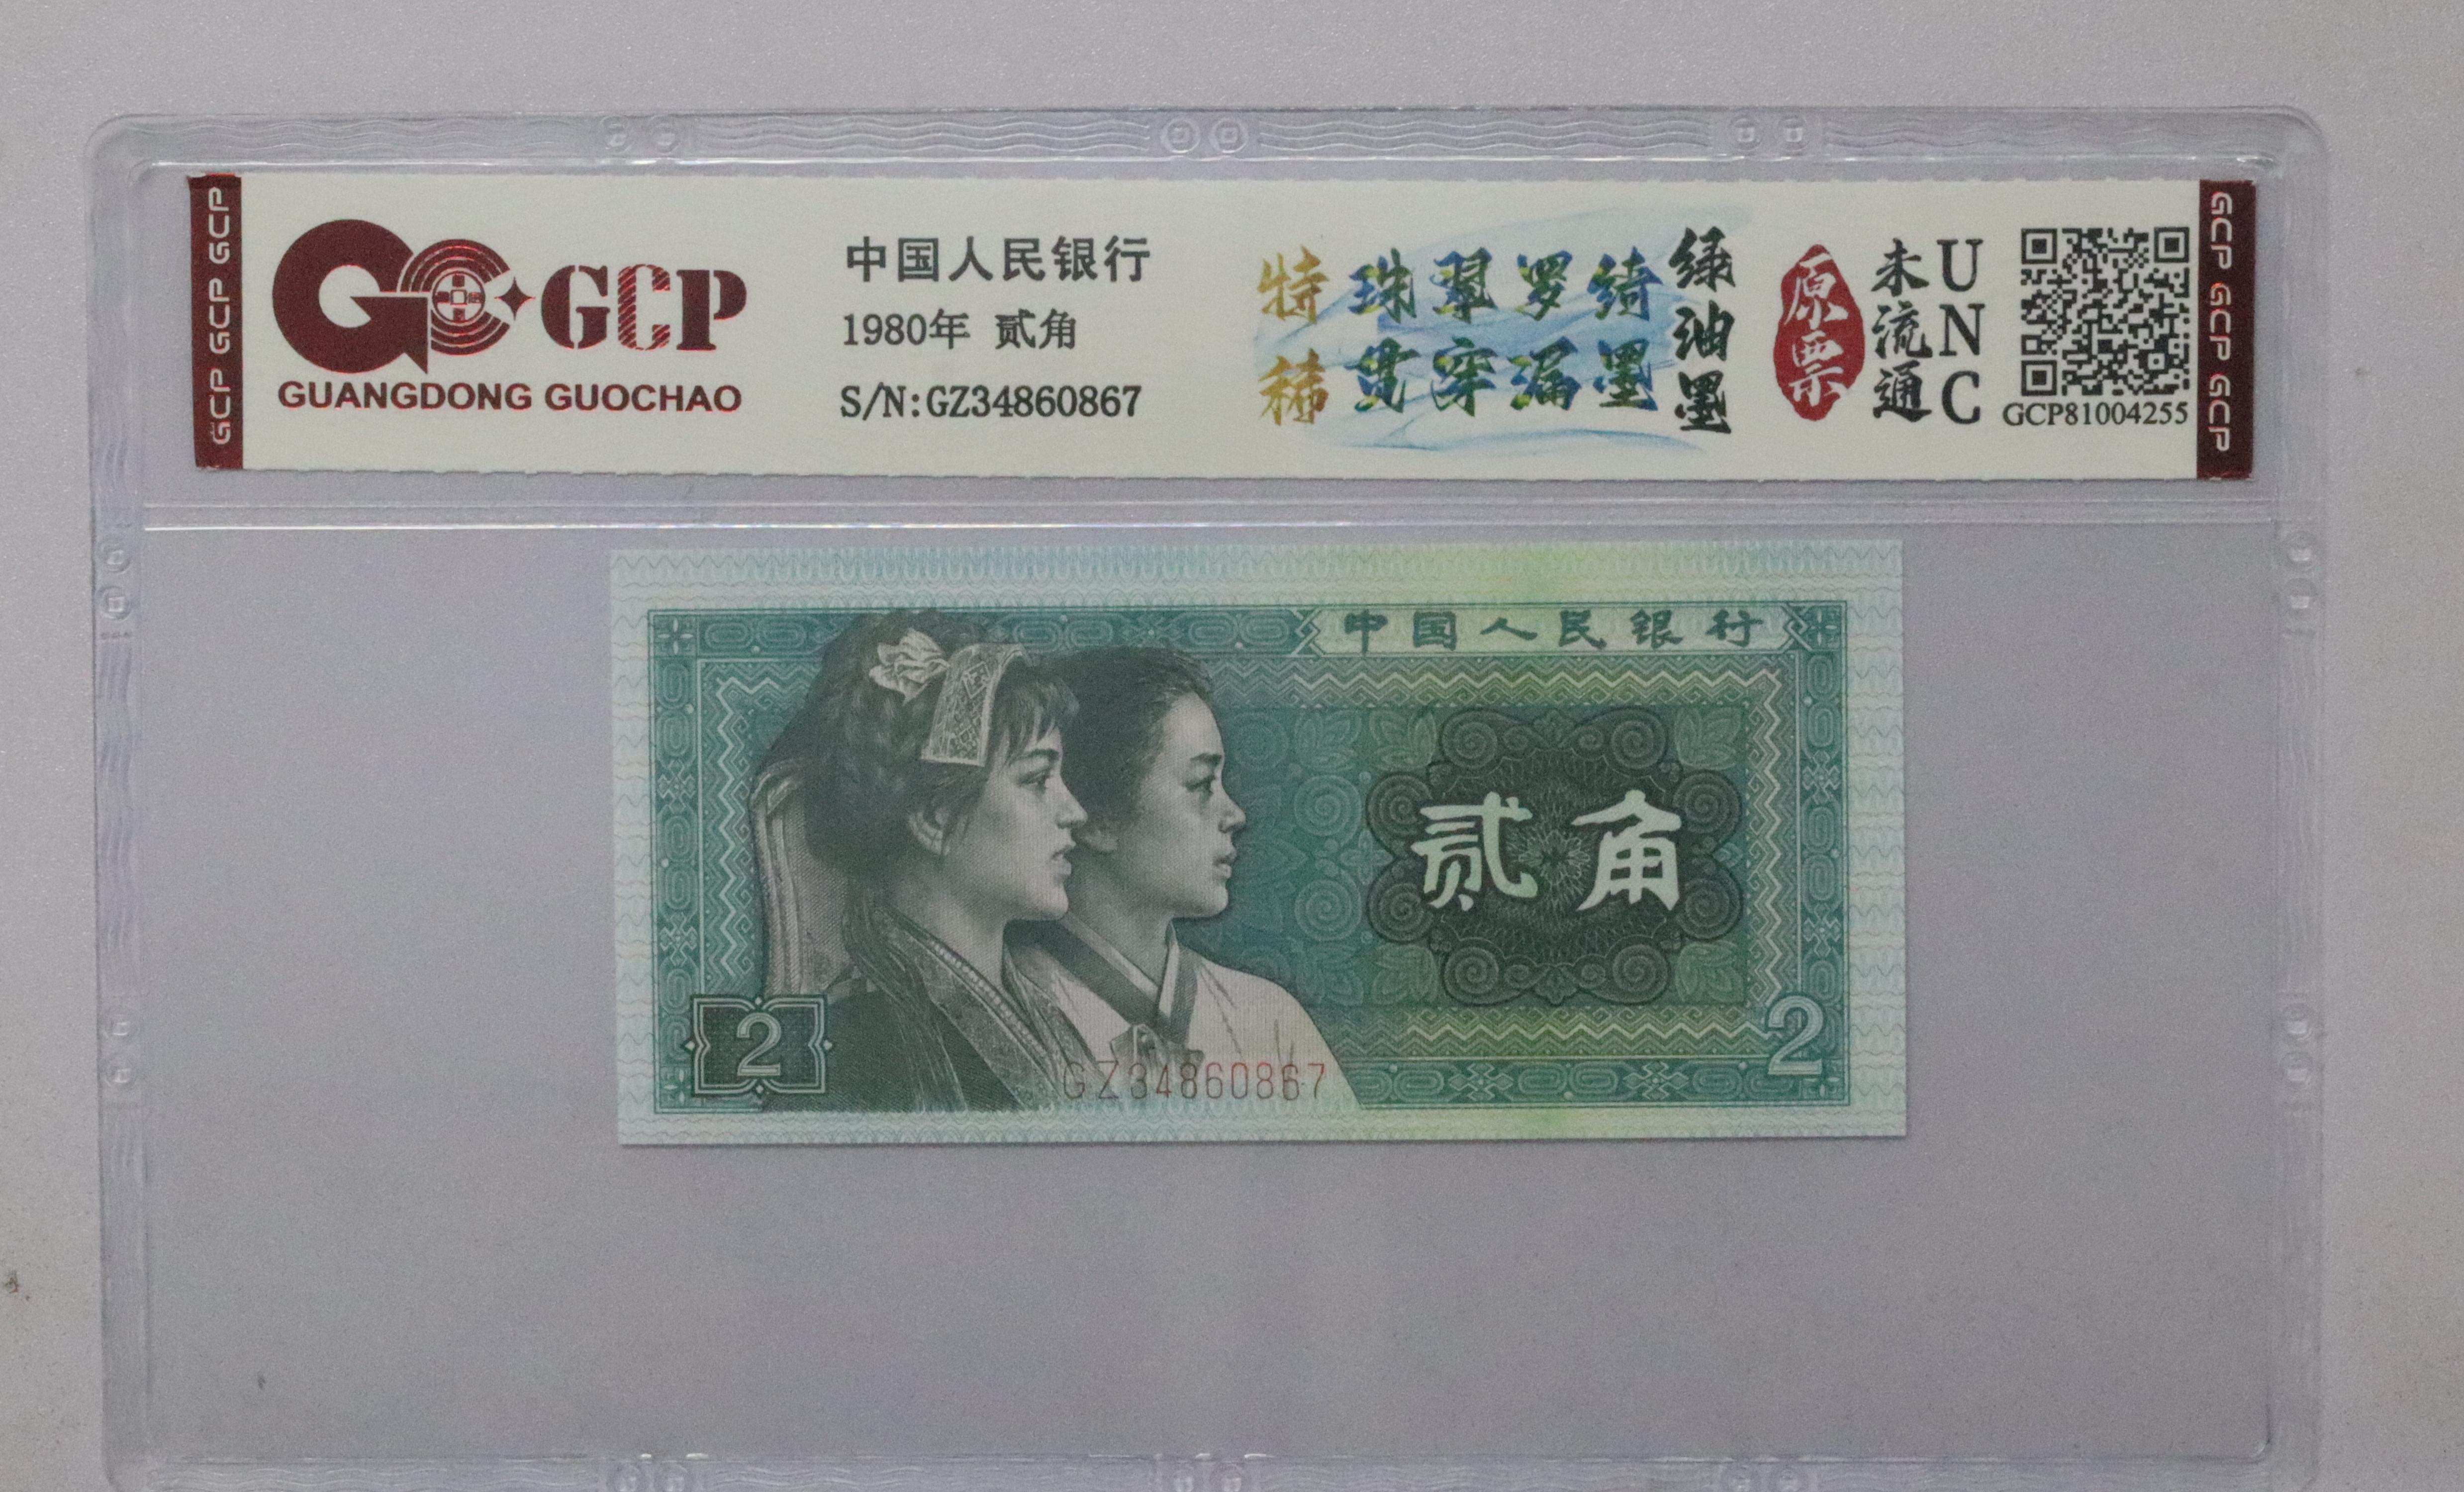 GCP GCP GCP
GCP
GUANGDONG GUOCHAO
中国人民银行
1980年 贰角
S/N:GZ34860867
特稀
珠翠罗绮
贯穿漏墨
绿油墨
原票
未流通
UNC
GCP81004255
GCP GCP GCP
中国人民银行
贰角
2
2
GZ34860867